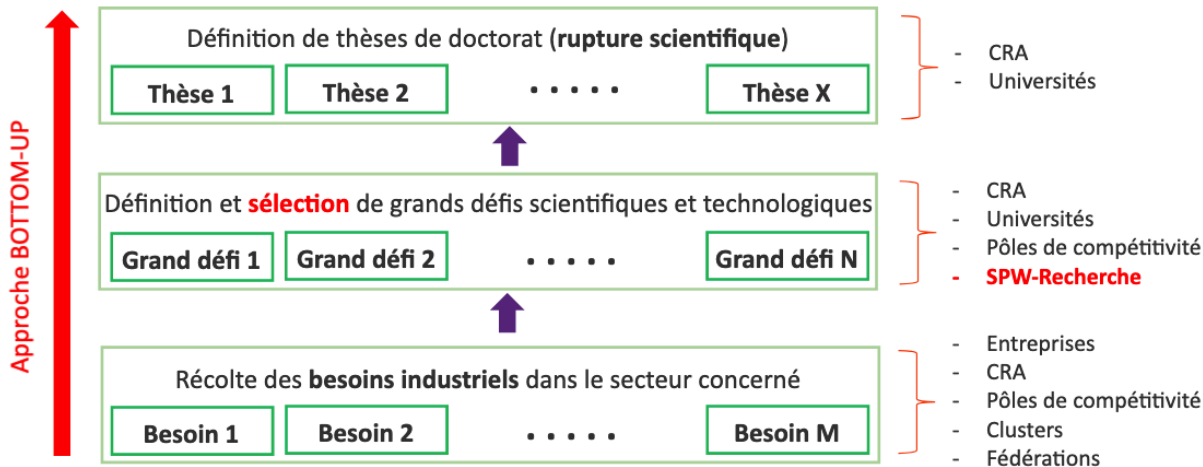 Approche BOTTOM-UP
Définition de thèses de doctorat (rupture scientifique)
Thèse 1
Thèse 2
. . . . .
Thèse X
- CRA
- Universités
Définition et sélection de grands défis scientifiques et technologiques
Grand défi 1
Grand défi 2
. . . . .
Grand défi N
- CRA
- Universités
- Pôles de compétitivité
- SPW-Recherche
Récolte des besoins industriels dans le secteur concerné
Besoin 1
Besoin 2
. . . . .
Besoin M
- Entreprises
- CRA
- Pôles de compétitivité
- Clusters
- Fédérations